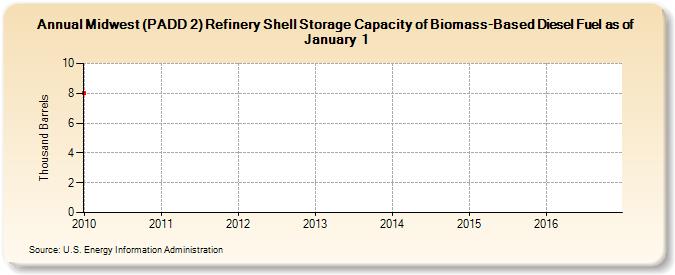 Annual Midwest (PADD 2) Refinery Shell Storage Capacity of Biomass-Based Diesel Fuel as of
January 1
Thousand Barrels
10
8
6
4
2
0
2010 2011 2012 2013 2014 2015 2016
Source: U.S. Energy Information Administration